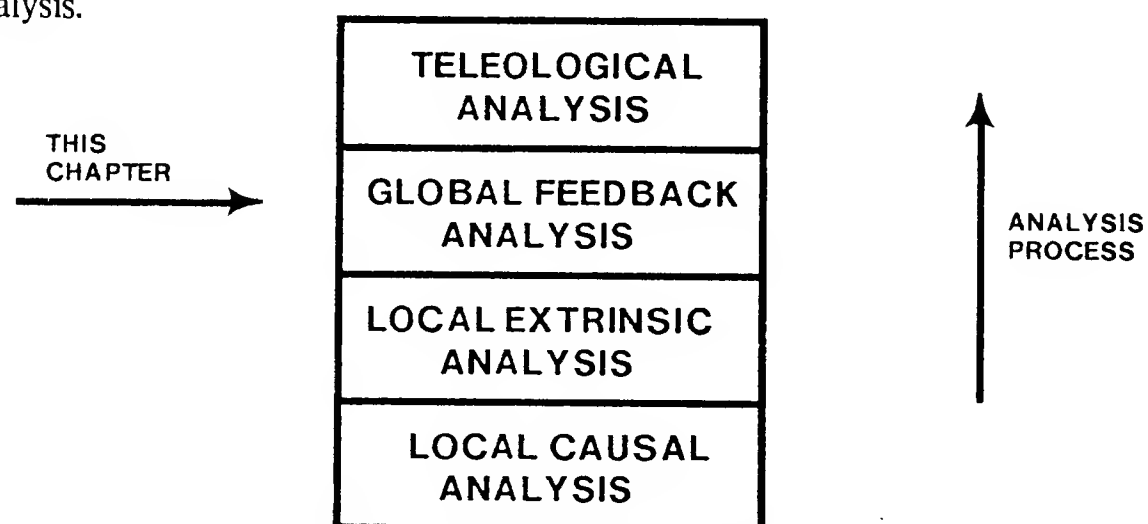 alysis.
TELEOLOGICAL
ANALYSIS
THIS
CHAPTER
GLOBAL FEEDBACK
ANALYSIS
ANALYSIS
PROCESS
LOCAL EXTRINSIC
ANALYSIS
LOCAL CAUSAL
ANALYSIS